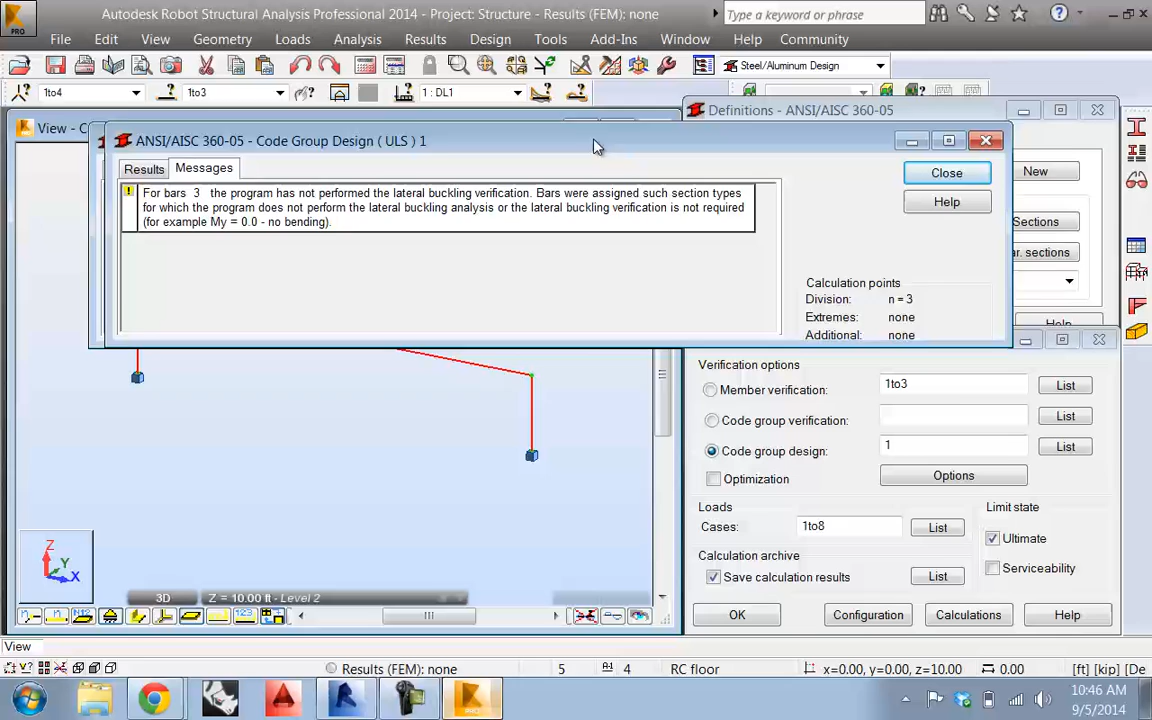 Autodesk Robot Structural Analysis Professional 2014 - Project: Structure - Results (FEM): none
Type a keyword or phrase
PRO
File Edit View Geometry Loads Analysis Results Design Tools Add-Ins Window Help Community
Steel/Aluminum Design
1to4
1to3
1 : DL1
View - C
Definitions - ANSI/AISC 360-05
ANSI/AISC 360-05 - Code Group Design ( ULS ) 1
Results
Messages
Close
Help
For bars 3 the program has not performed the lateral buckling verification. Bars were assigned such section types
for which the program does not perform the lateral buckling analysis or the lateral buckling verification is not required
(for example My = 0.0 - no bending).
Calculation points
Division: n = 3
Extremes: none
Additional: none
New
Sections
ar. sections
Help
Verification options
Member verification: 1to3 List
Code group verification: List
Code group design: 1 List
Optimization
Options
Loads
Cases: 1to8 List
Limit state
Ultimate
Serviceability
Calculation archive
Save calculation results
List
OK
Configuration
Calculations
Help
Z
Y
X
3D
Z = 10.00 ft - Level 2
View
Results (FEM): none
5
4
RC floor
x=0.00, y=0.00, z=10.00
0.00
[ft] [kip] [De
PRO
10:46 AM
9/5/2014